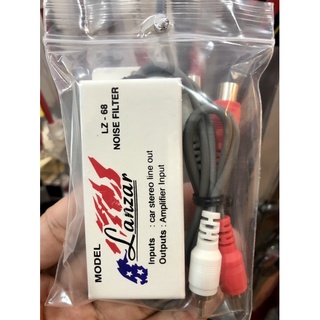 MODEL
LZ - 68
NOISE FILTER
Lanzar
Inputs : car stereo line out
Outputs : Amplifier Input